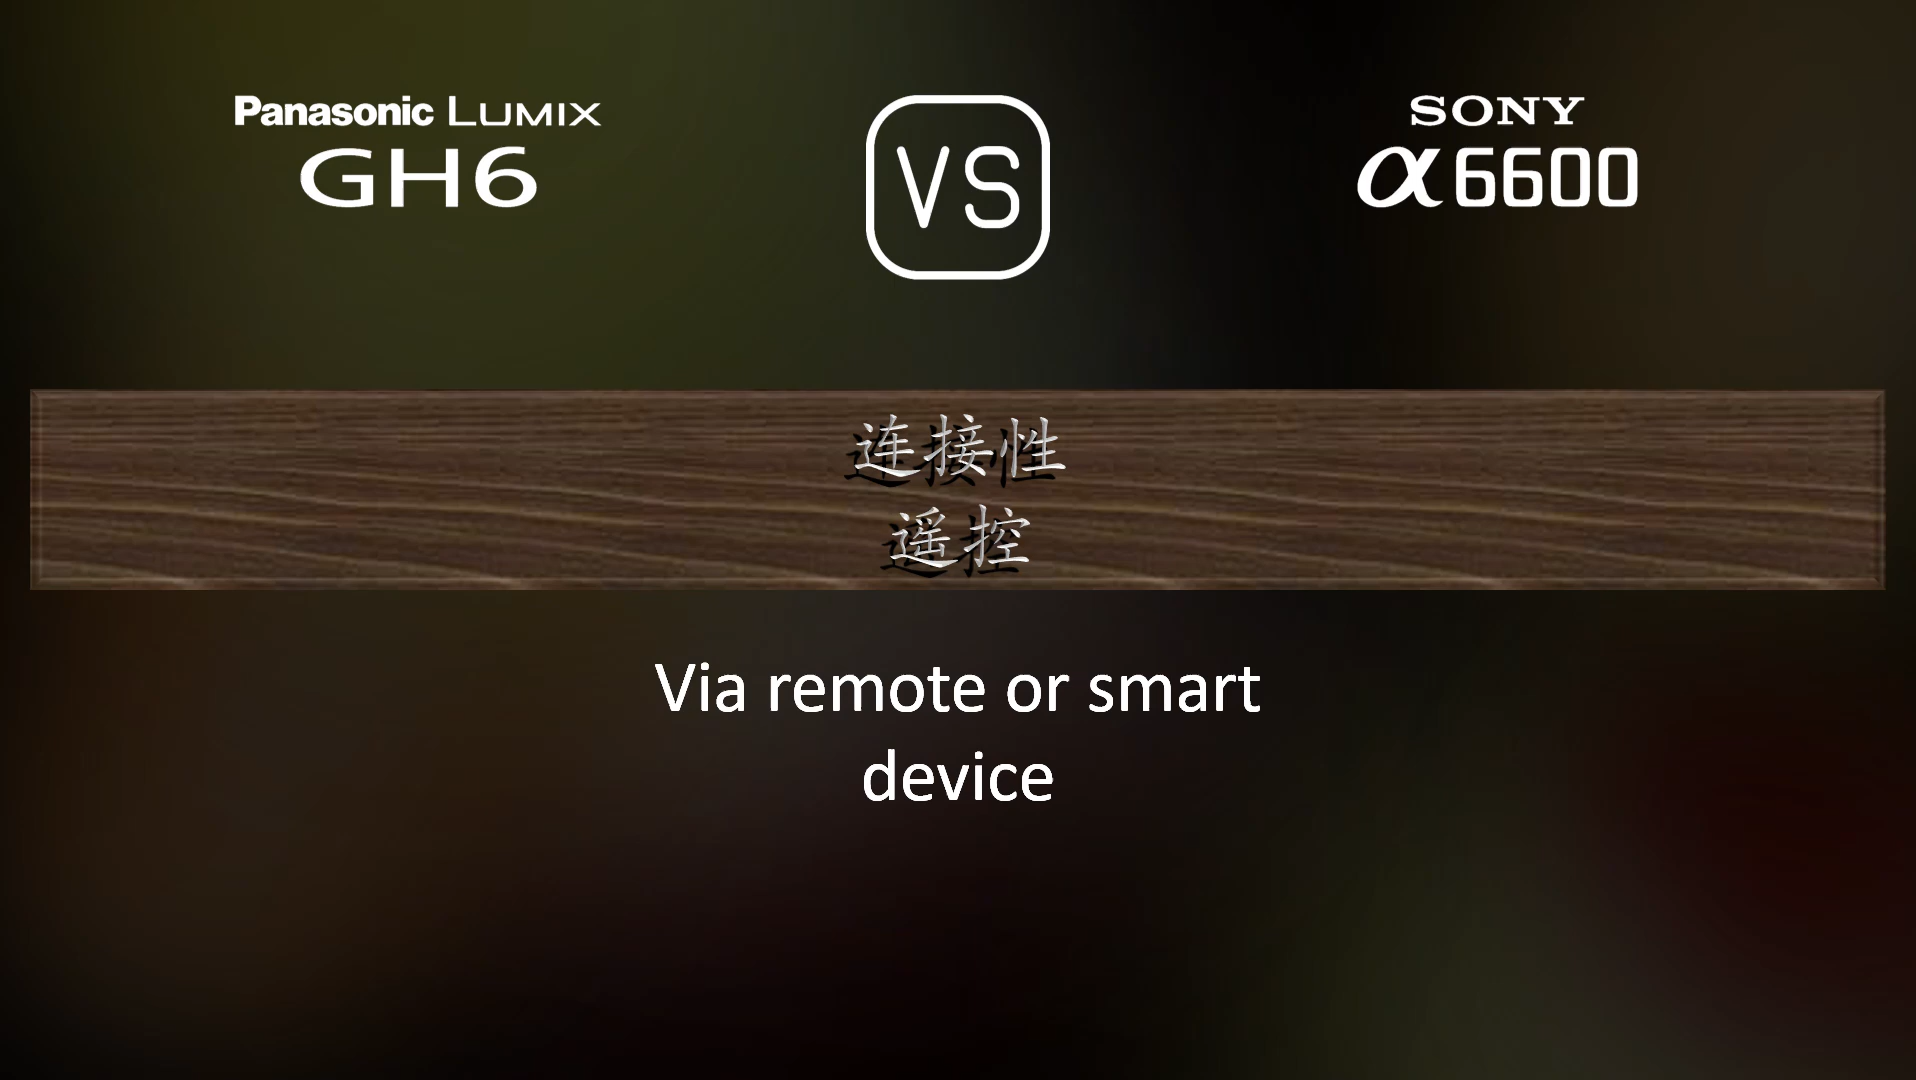 Panasonic LUMIX
GH6
VS
SONY
α6600
连接性
遥控
Via remote or smart
device